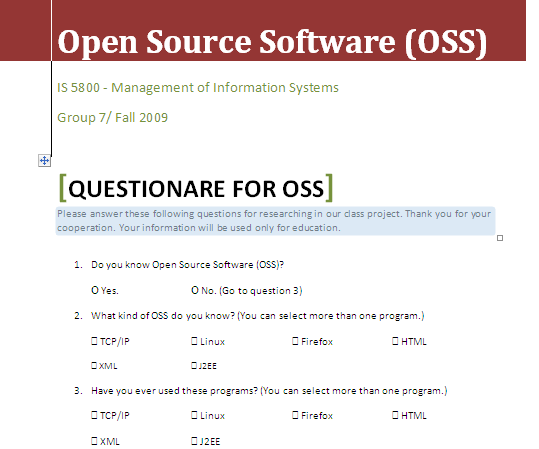 Open Source Software (OSS)
IS 5800 - Management of Information Systems
Group 7/ Fall 2009
[QUESTIONARE FOR OSS]
Please answer these following questions for researching in our class project. Thank you for your
cooperation. Your information will be used only for education.
1. Do you know Open Source Software (OSS)?
O Yes. O No. (Go to question 3)
2. What kind of OSS do you know? (You can select more than one program.)
☐ TCP/IP ☐ Linux ☐ Firefox ☐ HTML
☐ XML ☐ J2EE
3. Have you ever used these programs? (You can select more than one program.)
☐ TCP/IP ☐ Linux ☐ Firefox ☐ HTML
☐ XML ☐ J2EE